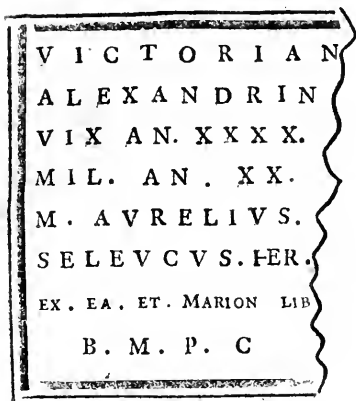 VICTORIAN
ALEXANDRIN
VIX AN. XXXX.
MIL. AN. XX.
M. AVRELIVS.
SELEVCVS. HER.
EX. EA. ET. MARION LIB
B. M. P. C